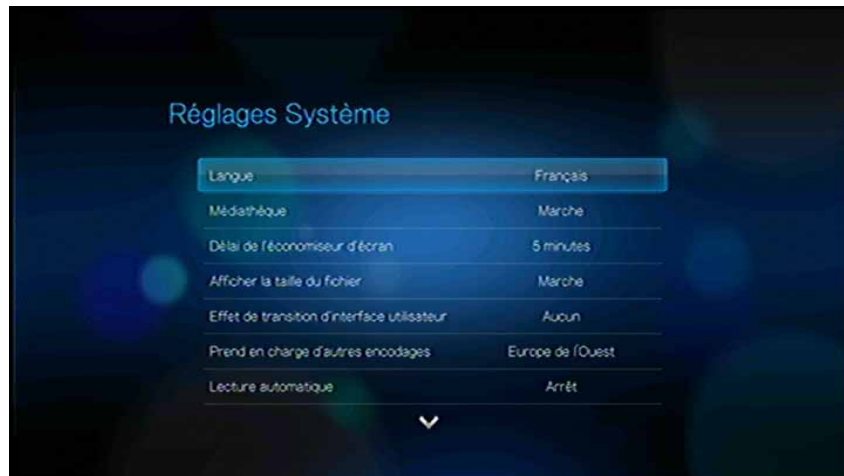 Réglages Système
Langue Français
Médiathèque Marche
Délai de l'économiseur d'écran 5 minutes
Afficher la taille du fichier Marche
Effet de transition d'interface utilisateur Aucun
Prend en charge d'autres encodages Europe de l'Ouest
Lecture automatique Arrêt